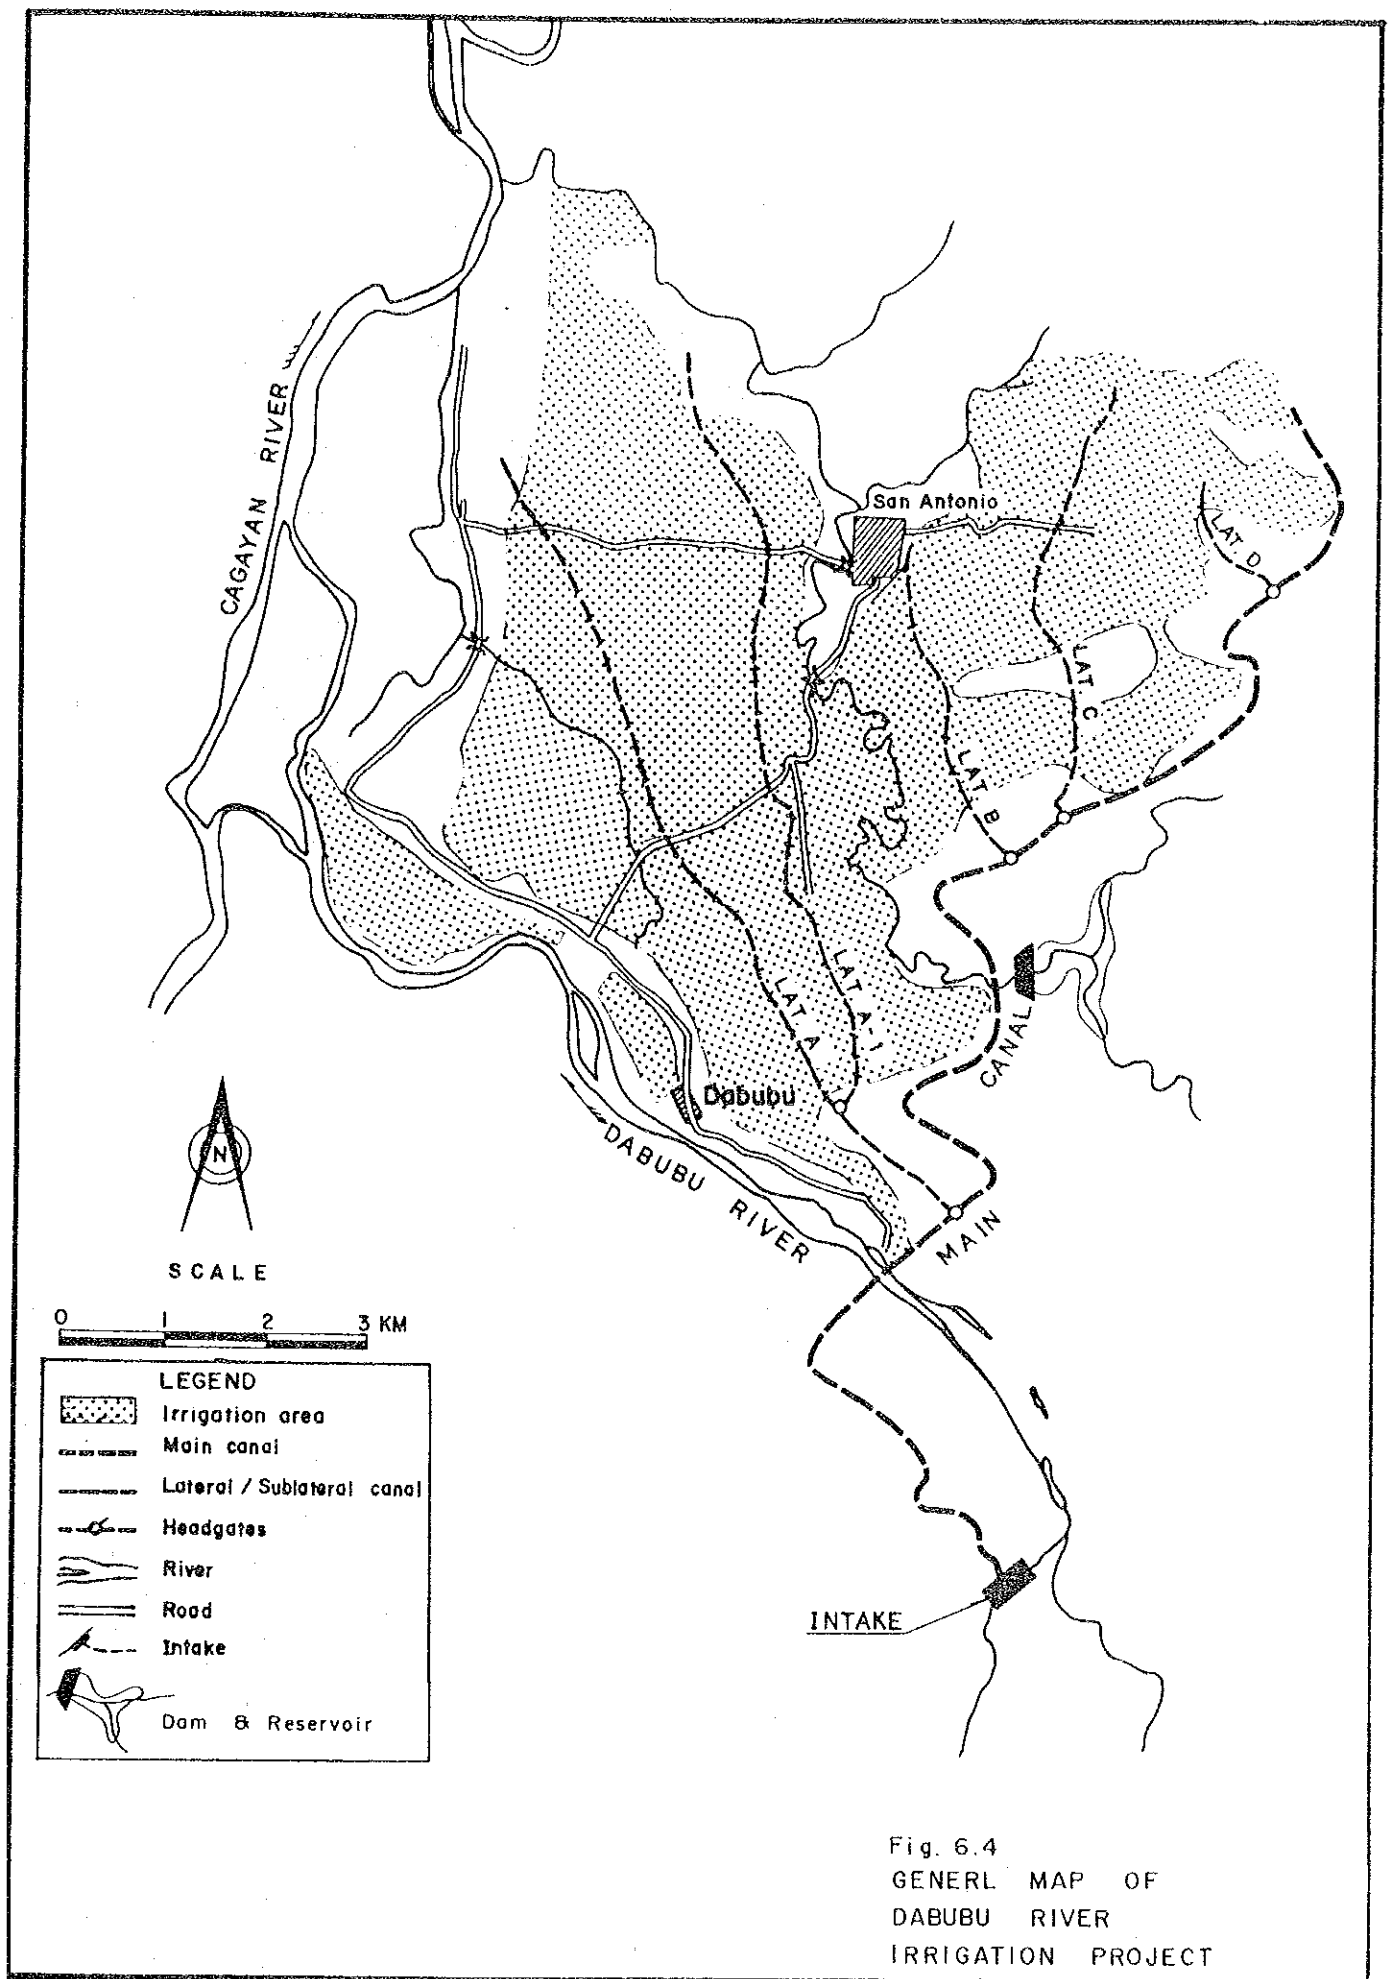 CAGAYAN RIVER
San Antonio
LAT. D
LAT. C
LAT. B
LAT. A-1
LAT. A
CANAL
Dabubu
DABUBU RIVER
MAIN
N
SCALE
0 1 2 3 KM
LEGEND
Irrigation area
Main canal
Lateral / Sublateral canal
Headgates
River
Road
Intake
Dam & Reservoir
INTAKE
Fig. 6.4
GENERL MAP OF
DABUBU RIVER
IRRIGATION PROJECT